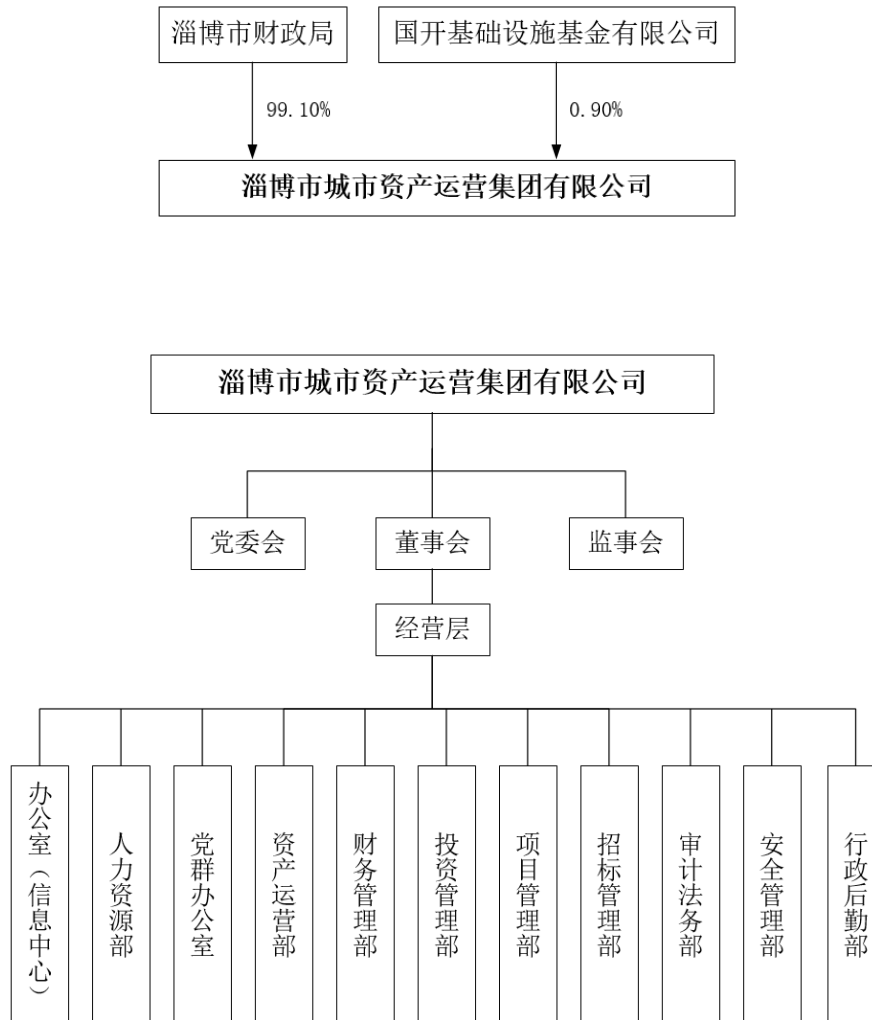 淄博市财政局
国开基础设施基金有限公司
99.10%
0.90%
淄博市城市资产运营集团有限公司
淄博市城市资产运营集团有限公司
党委会
董事会
监事会
经营层
办公室（信息中心）
人力资源部
党群办公室
资产运营部
财务管理部
投资管理部
项目管理部
招标管理部
审计法务部
安全管理部
行政后勤部